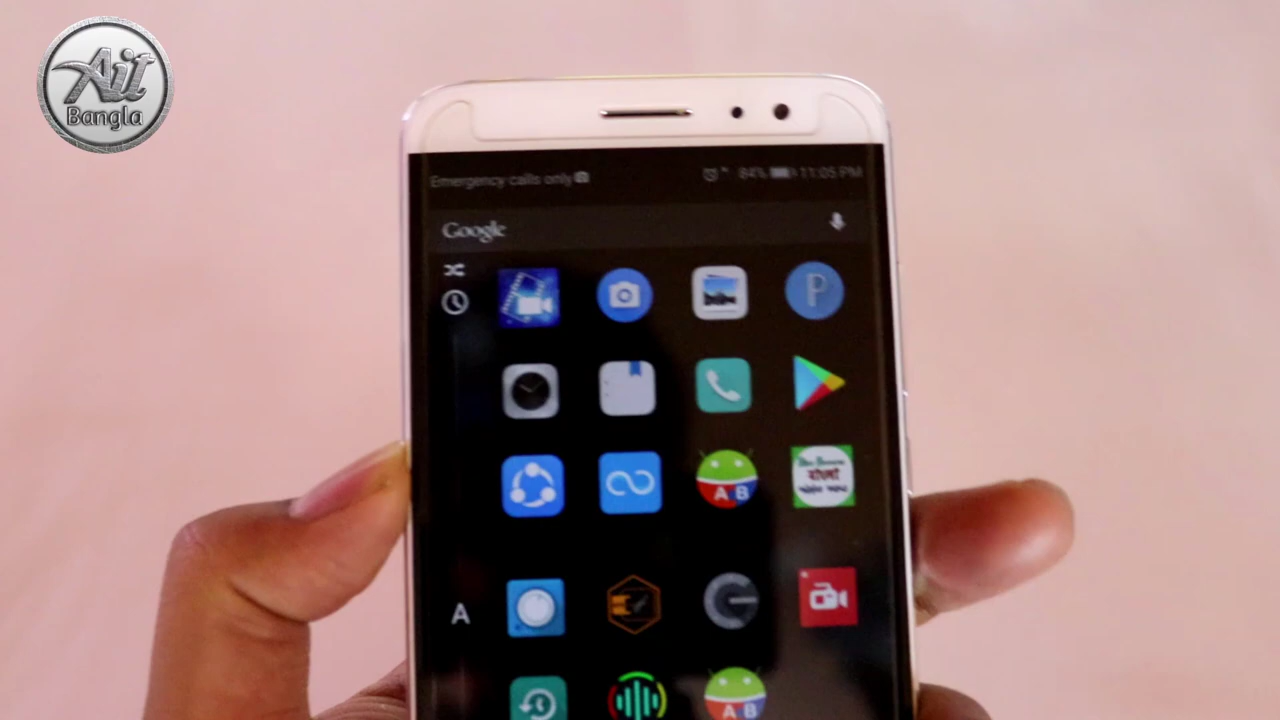 Ait
Bangla
Emergency calls only
84% 11:05 PM
Google
P
A B
বাংলা
A
A B